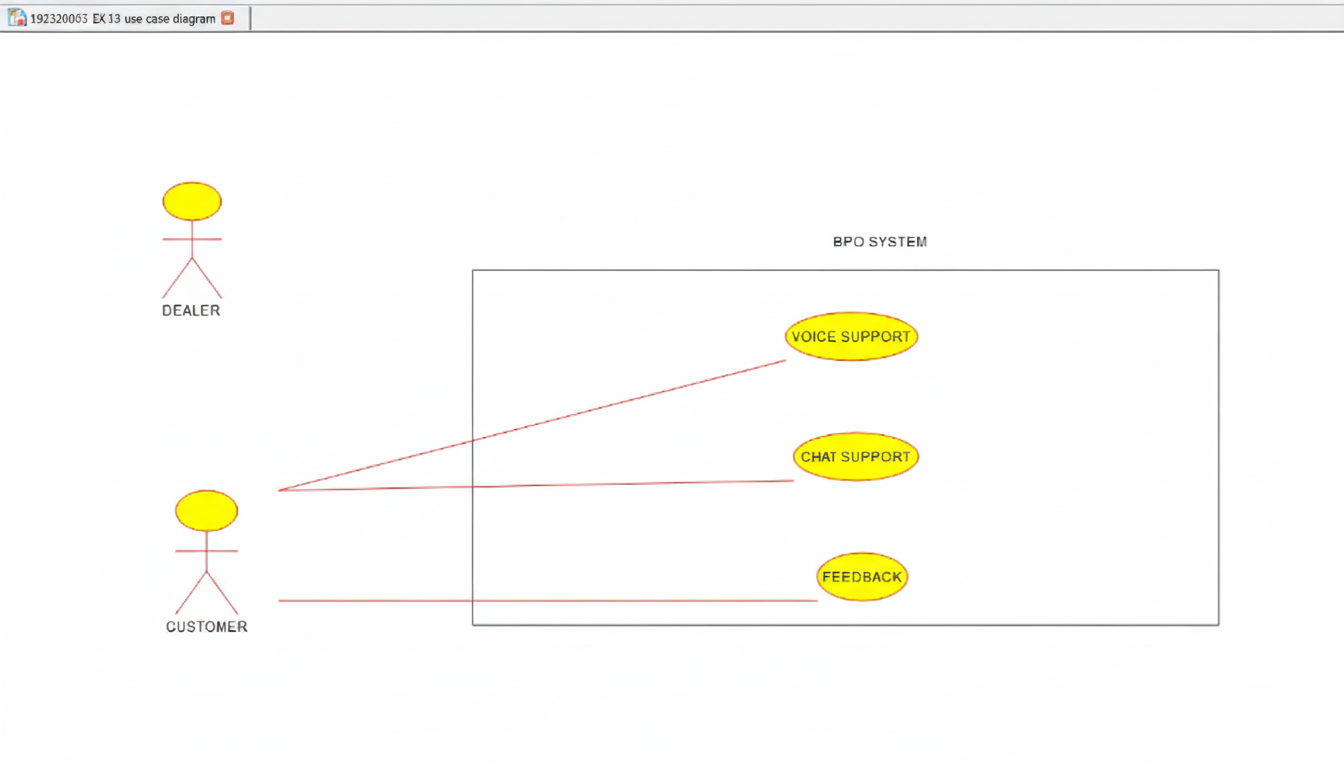 192320063 EX 13 use case diagram
DEALER
BPO SYSTEM
VOICE SUPPORT
CHAT SUPPORT
FEEDBACK
CUSTOMER